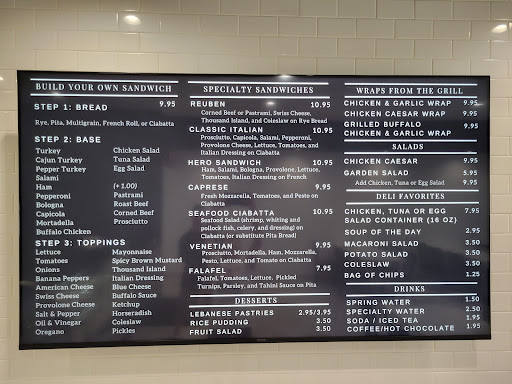 BUILD YOUR OWN SANDWICH
STEP 1: BREAD 9.95
Rye, Pita, Multigrain, French Roll, or Ciabatta
STEP 2: BASE
Turkey Chicken Salad
Cajun Turkey Tuna Salad
Pepper Turkey Egg Salad
Salami
Ham (+ 1.00)
Pepperoni Pastrami
Bologna Roast Beef
Capicola Corned Beef
Mortadella Prosciutto
Buffalo Chicken
STEP 3: TOPPINGS
Lettuce Mayonnaise
Tomatoes Spicy Brown Mustard
Onions Thousand Island
Banana Peppers Italian Dressing
American Cheese Blue Cheese
Swiss Cheese Buffalo Sauce
Provolone Cheese Ketchup
Salt & Pepper Horseradish
Oil & Vinegar Coleslaw
Oregano Pickles
SPECIALTY SANDWICHES
REUBEN 10.95
Corned Beef or Pastrami, Swiss Cheese,
Thousand Island, and Coleslaw on Rye Bread
CLASSIC ITALIAN 10.95
Prosciutto, Capicola, Salami, Pepperoni,
Provolone Cheese, Lettuce, Tomatoes, and
Italian Dressing on Ciabatta
HERO SANDWICH 10.95
Ham, Salami, Bologna, Provolone, Lettuce,
Tomatoes, Italian Dressing on French
CAPRESE 9.95
Fresh Mozzarella, Tomatoes, and Pesto on
Ciabatta
SEAFOOD CIABATTA 10.95
Seafood Salad (shrimp, whiting and
pollock fish, celery, and dressing) on
Ciabatta (or substitute Pita Bread)
VENETIAN 9.95
Prosciutto, Mortadella, Ham, Mozzarella,
Pesto, Lettuce, and Tomato on Ciabatta
FALAFEL 7.95
Falafel, Tomatoes, Lettuce, Pickled
Turnips, Parsley, and Tahini Sauce on Pita
DESSERTS
LEBANESE PASTRIES 2.95/3.95
RICE PUDDING 3.50
FRUIT SALAD 3.50
WRAPS FROM THE GRILL
CHICKEN & GARLIC WRAP 9.95
CHICKEN CAESAR WRAP 9.95
GRILLED BUFFALO 9.95
CHICKEN & GARLIC WRAP
SALADS
CHICKEN CAESAR 9.95
GARDEN SALAD 5.95
Add Chicken, Tuna or Egg Salad 9.95
DELI FAVORITES
CHICKEN, TUNA OR EGG 7.95
SALAD CONTAINER (16 OZ)
SOUP OF THE DAY 2.95
MACARONI SALAD 3.50
POTATO SALAD 3.50
COLESLAW 3.50
BAG OF CHIPS 1.25
DRINKS
SPRING WATER 1.50
SPECIALTY WATER 2.50
SODA / ICED TEA 1.50
COFFEE/HOT CHOCOLATE 1.95